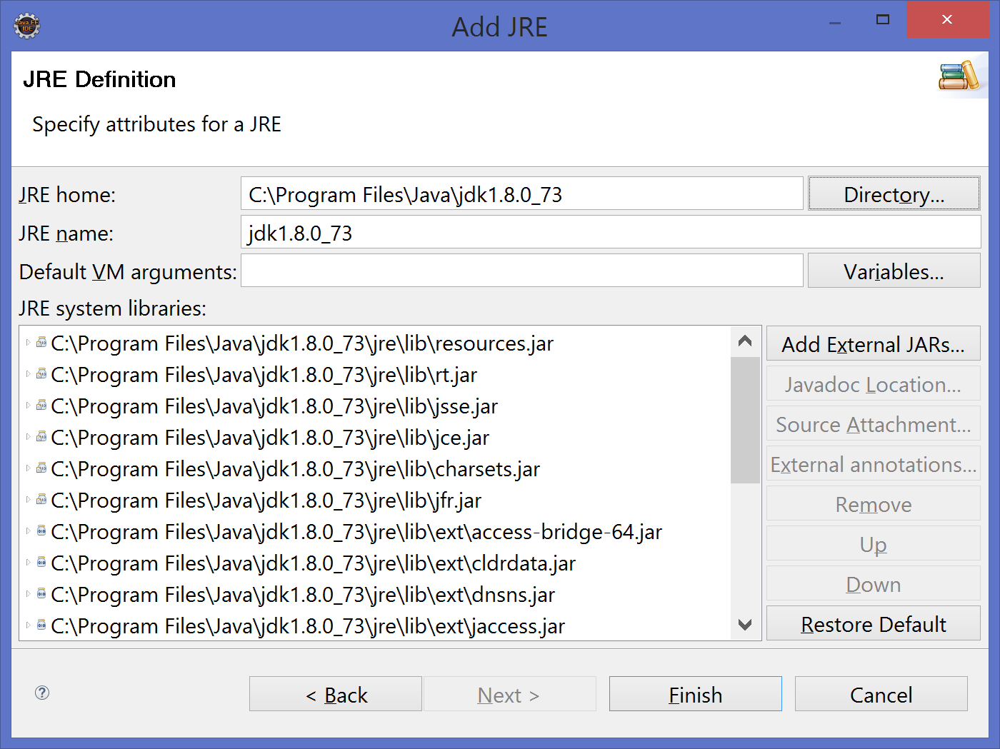 Java EE
IDE
Add JRE
JRE Definition
Specify attributes for a JRE
JRE home:
C:\Program Files\Java\jdk1.8.0_73
Directory...
JRE name:
jdk1.8.0_73
Default VM arguments:
Variables...
JRE system libraries:
C:\Program Files\Java\jdk1.8.0_73\jre\lib\resources.jar
C:\Program Files\Java\jdk1.8.0_73\jre\lib\rt.jar
C:\Program Files\Java\jdk1.8.0_73\jre\lib\jsse.jar
C:\Program Files\Java\jdk1.8.0_73\jre\lib\jce.jar
C:\Program Files\Java\jdk1.8.0_73\jre\lib\charsets.jar
C:\Program Files\Java\jdk1.8.0_73\jre\lib\jfr.jar
C:\Program Files\Java\jdk1.8.0_73\jre\lib\ext\access-bridge-64.jar
C:\Program Files\Java\jdk1.8.0_73\jre\lib\ext\cldrdata.jar
C:\Program Files\Java\jdk1.8.0_73\jre\lib\ext\dnsns.jar
C:\Program Files\Java\jdk1.8.0_73\jre\lib\ext\jaccess.jar
Add External JARs...
Javadoc Location...
Source Attachment...
External annotations...
Remove
Up
Down
Restore Default
?
< Back
Next >
Finish
Cancel